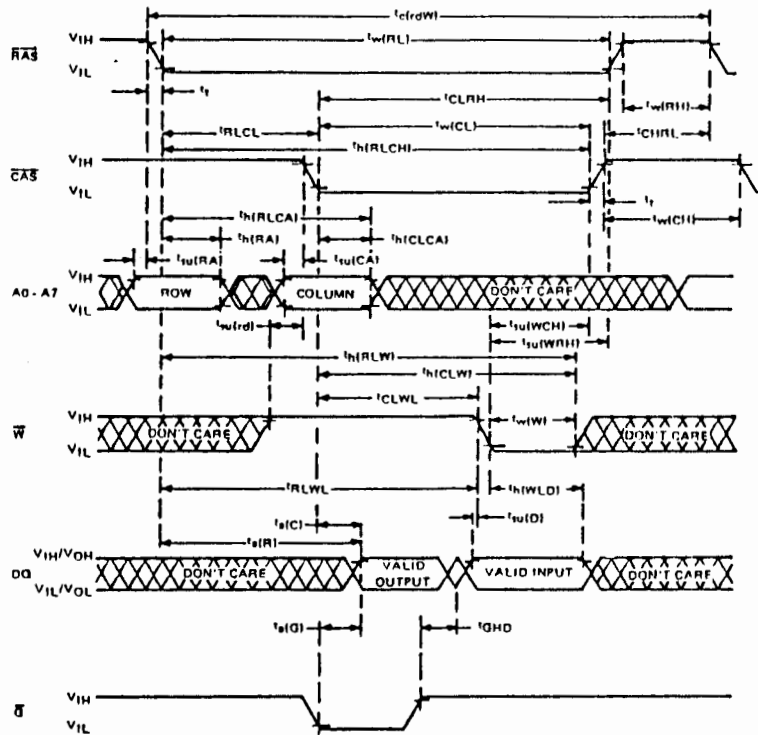 tc(rdW)
VIH
tw(RL)
RAS
VIL
tt
tCLRH
tw(RH)
tRLCL
tw(CL)
tCHRL
th(RLCH)
VIH
CAS
VIL
tt
th(RLCA)
tw(CH)
th(RA)
th(CLCA)
tsu(RA)
tsu(CA)
VIH
A0 - A7
ROW
COLUMN
DON'T CARE
VIL
tsu(rd)
tsu(WCH)
tsu(WRH)
th(RLW)
th(CLW)
tCLWL
VIH
tw(W)
W
DON'T CARE
DON'T CARE
VIL
tRLWL
th(WLD)
ta(C)
tsu(D)
ta(R)
VIH/VOH
DQ
DON'T CARE
VALID OUTPUT
VALID INPUT
DON'T CARE
VIL/VOL
ta(G)
tGHD
VIH
G
VIL